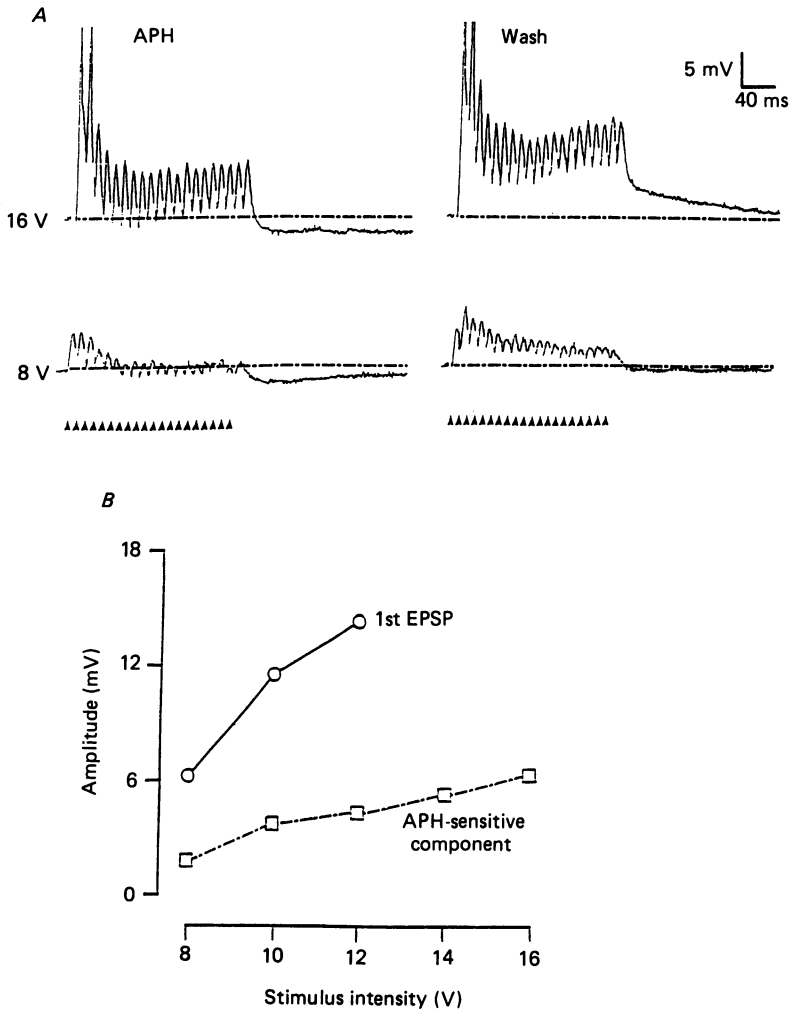 A
APH
Wash
5 mV
40 ms
16 V
8 V
B
18
12
6
0
Amplitude (mV)
1st EPSP
APH-sensitive
component
8 10 12 14 16
Stimulus intensity (V)